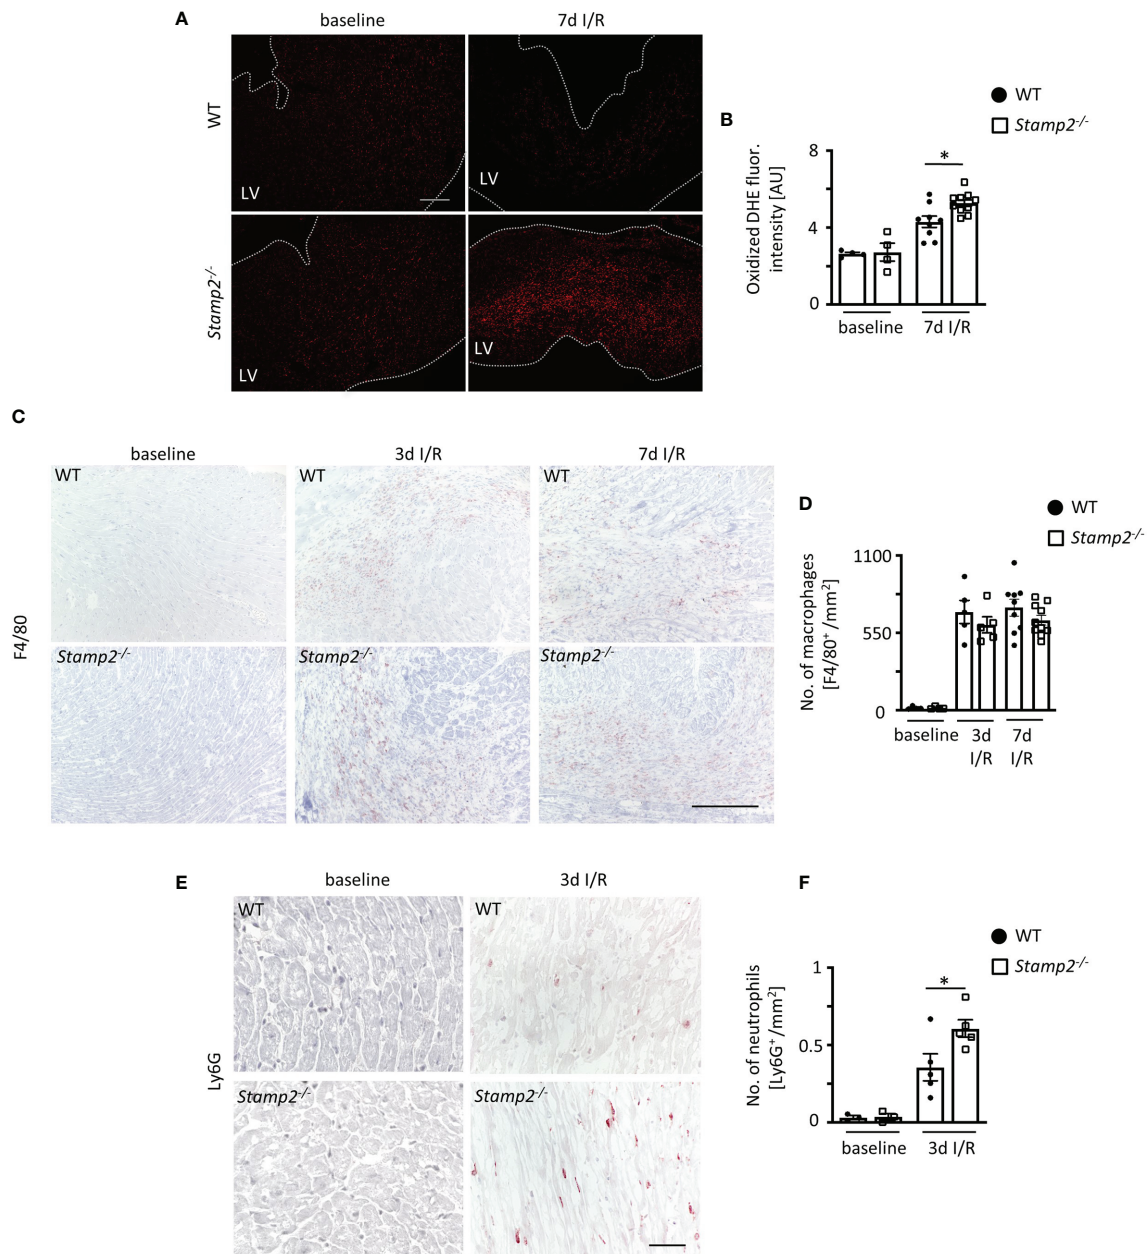 A
baseline
7d I/R
WT
LV
LV
Stamp2-/-
LV
LV
B
WT
Stamp2-/-
Oxidized DHE fluor.
intensity [AU]
8
4
0
*
baseline
7d I/R
C
baseline
3d I/R
7d I/R
F4/80
WT
WT
WT
Stamp2-/-
Stamp2-/-
Stamp2-/-
D
WT
Stamp2-/-
No. of macrophages
[F4/80+/mm2]
1100
550
0
baseline
3d
I/R
7d
I/R
E
baseline
3d I/R
Ly6G
WT
WT
Stamp2-/-
Stamp2-/-
F
WT
Stamp2-/-
No. of neutrophils
[Ly6G+/mm2]
1
0.5
0
*
baseline
3d I/R